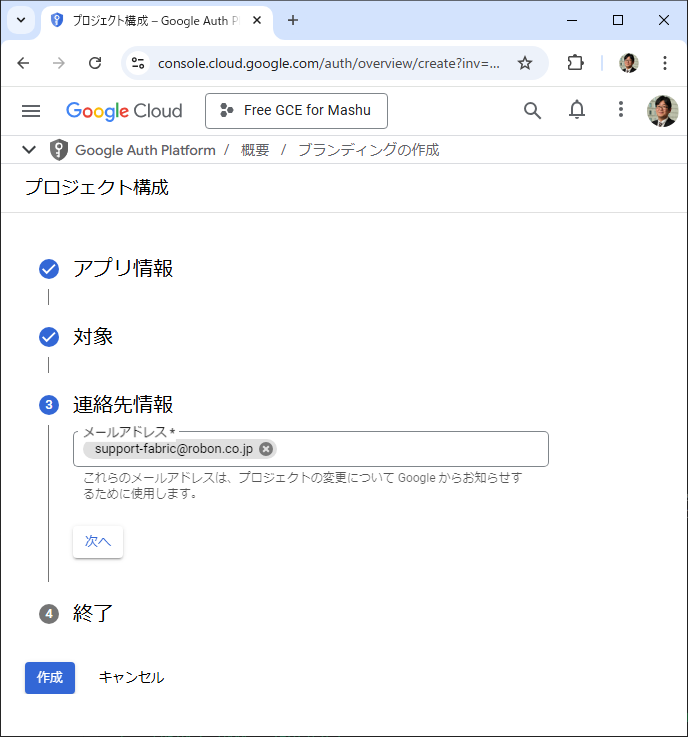 プロジェクト構成 – Google Auth P
console.cloud.google.com/auth/overview/create?inv=...
Google Cloud
Free GCE for Mashu
Google Auth Platform / 概要 / ブランディングの作成
プロジェクト構成
アプリ情報
対象
3 連絡先情報
メールアドレス *
support-fabric@robon.co.jp
これらのメールアドレスは、プロジェクトの変更について Google からお知らせす
るために使用します。
次へ
4 終了
作成 キャンセル